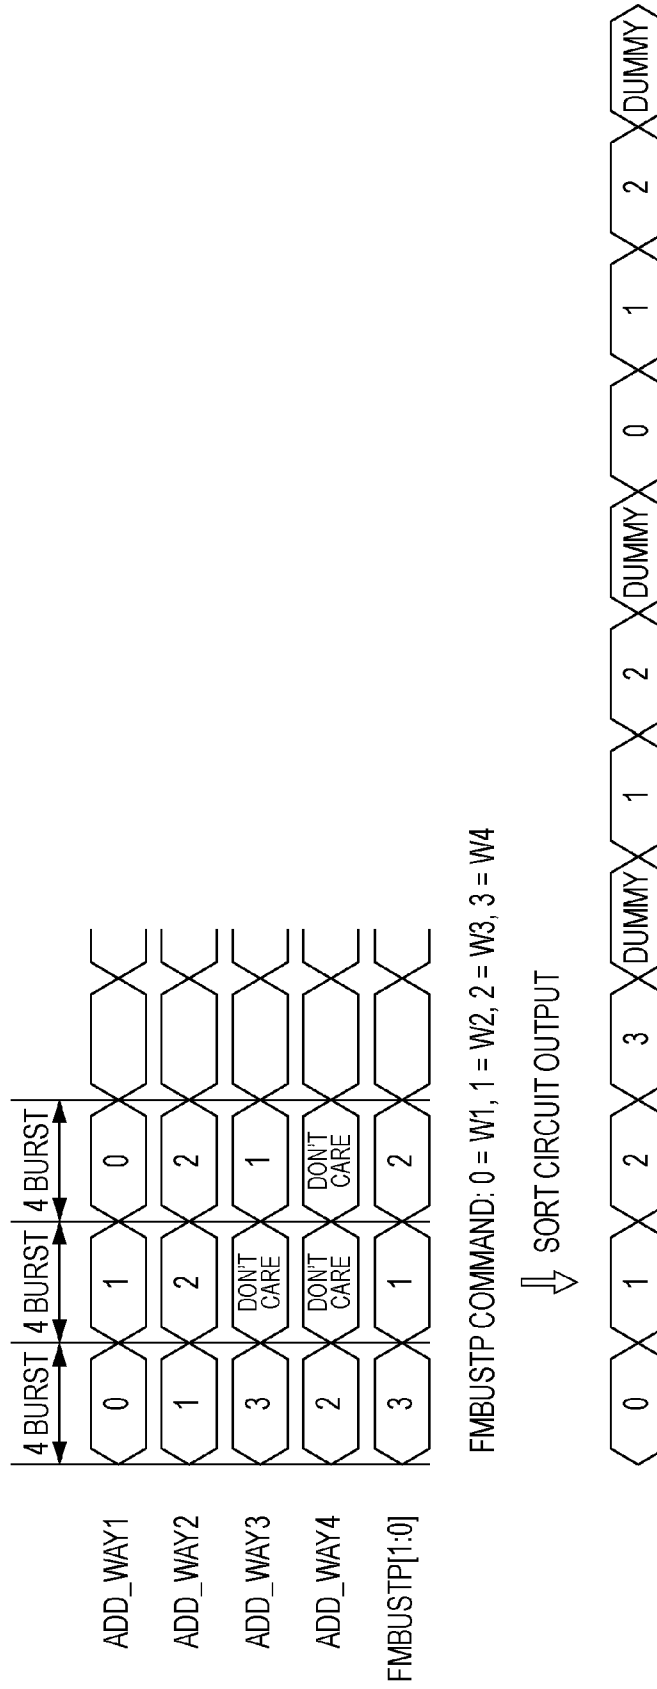 4 BURST 4 BURST 4 BURST
ADD_WAY1 0 1 0
ADD_WAY2 1 2 2
ADD_WAY3 3 DON'T CARE 1
ADD_WAY4 2 DON'T CARE DON'T CARE
FMBUSTP[1:0] 3 1 2
FMBUSTP COMMAND: 0 = W1, 1 = W2, 2 = W3, 3 = W4
SORT CIRCUIT OUTPUT
0 1 2 3 DUMMY 1 2 DUMMY 0 1 2 DUMMY